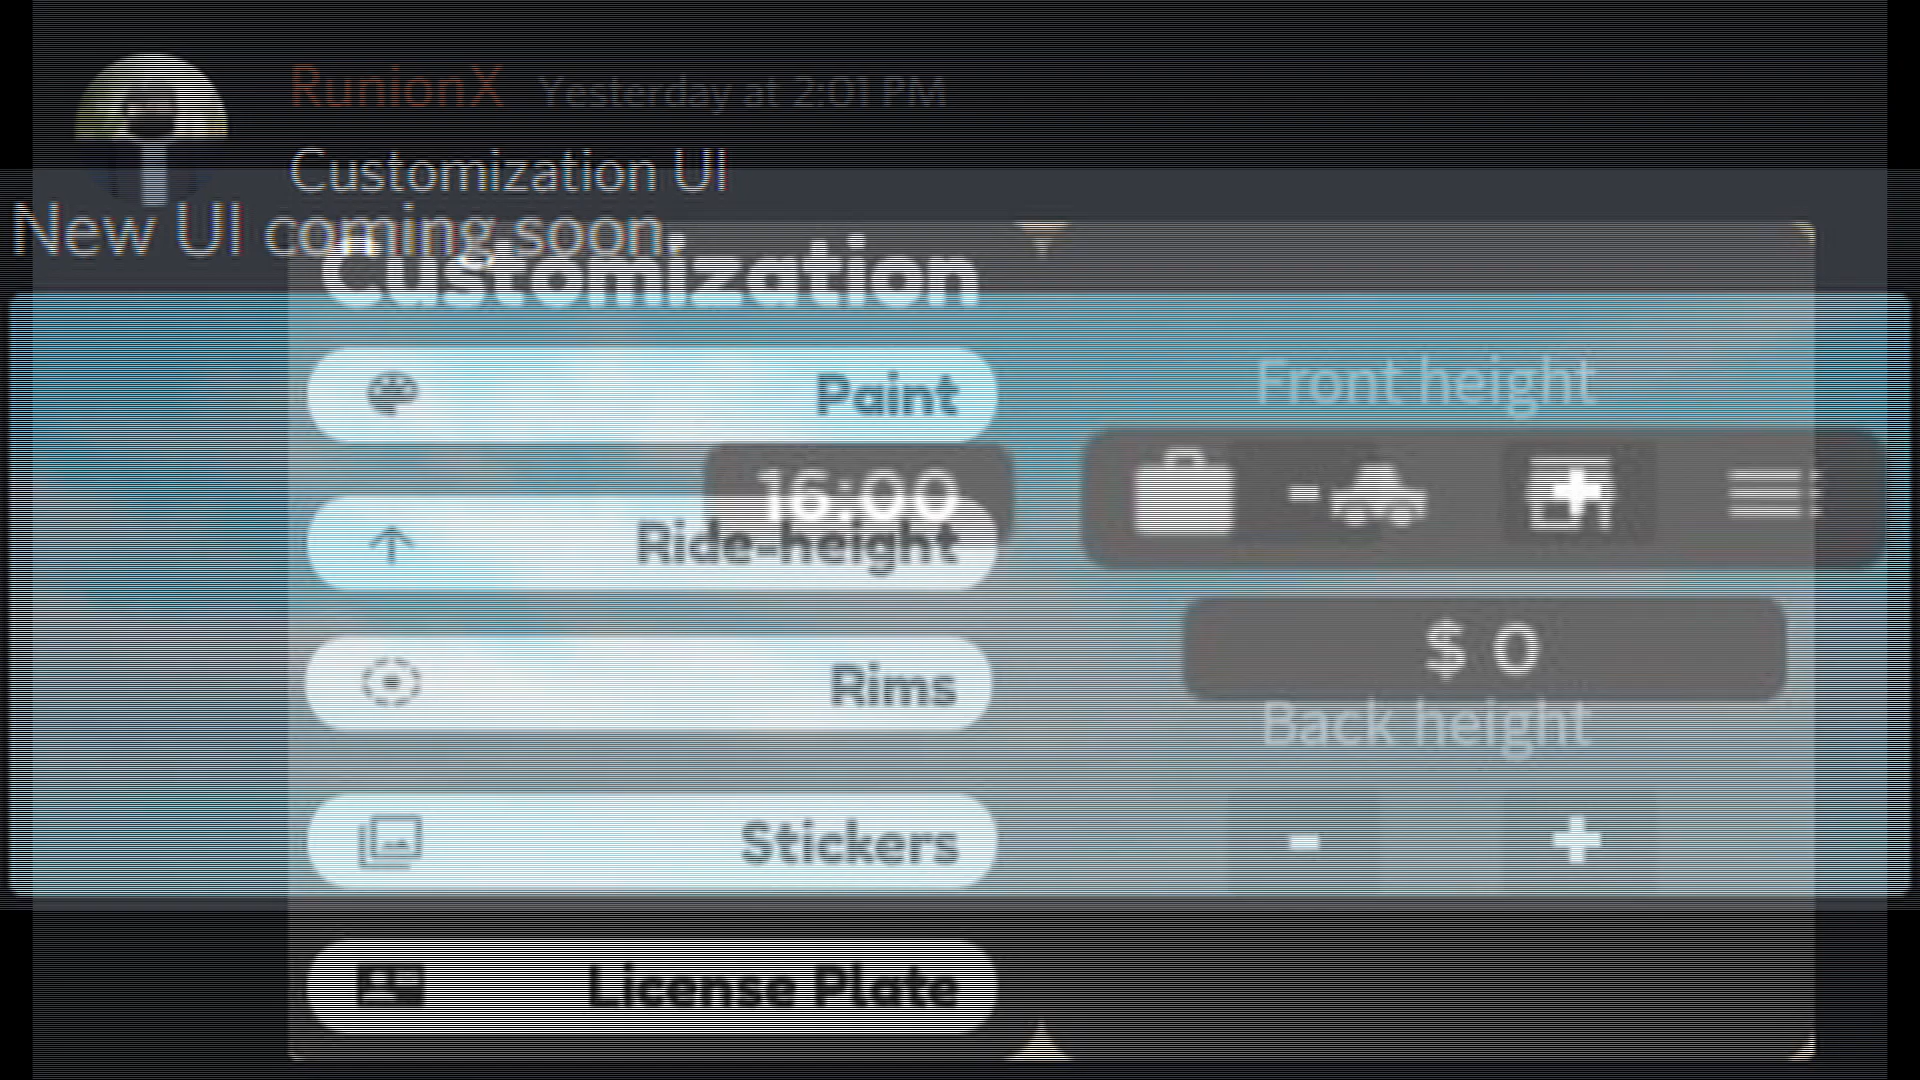 RunionX Yesterday at 2:01 PM
Customization UI
New UI coming soon.
Customization
Paint
Front height
16:00
- +
Ride-height
$ 0
Rims
Back height
Stickers
- +
License Plate